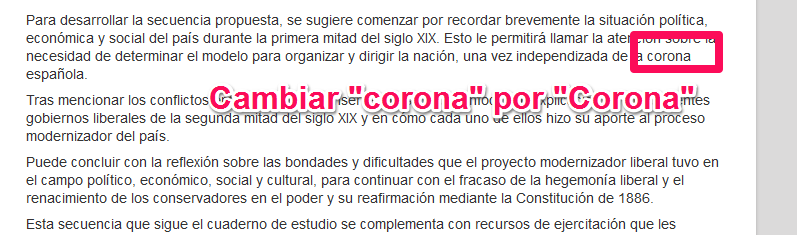 Para desarrollar la secuencia propuesta, se sugiere comenzar por recordar brevemente la situación política,
económica y social del país durante la primera mitad del siglo XIX. Esto le permitirá llamar la atención sobre la
necesidad de determinar el modelo para organizar y dirigir la nación, una vez independizada de la corona
española.
Cambiar "corona" por "Corona"
Tras mencionar los conflictos
gobiernos liberales de la segunda mitad del siglo XIX y en cómo cada uno de ellos hizo su aporte al proceso
modernizador del país.
Puede concluir con la reflexión sobre las bondades y dificultades que el proyecto modernizador liberal tuvo en
el campo político, económico, social y cultural, para continuar con el fracaso de la hegemonía liberal y el
renacimiento de los conservadores en el poder y su reafirmación mediante la Constitución de 1886.
Esta secuencia que sigue el cuaderno de estudio se complementa con recursos de ejercitación que les